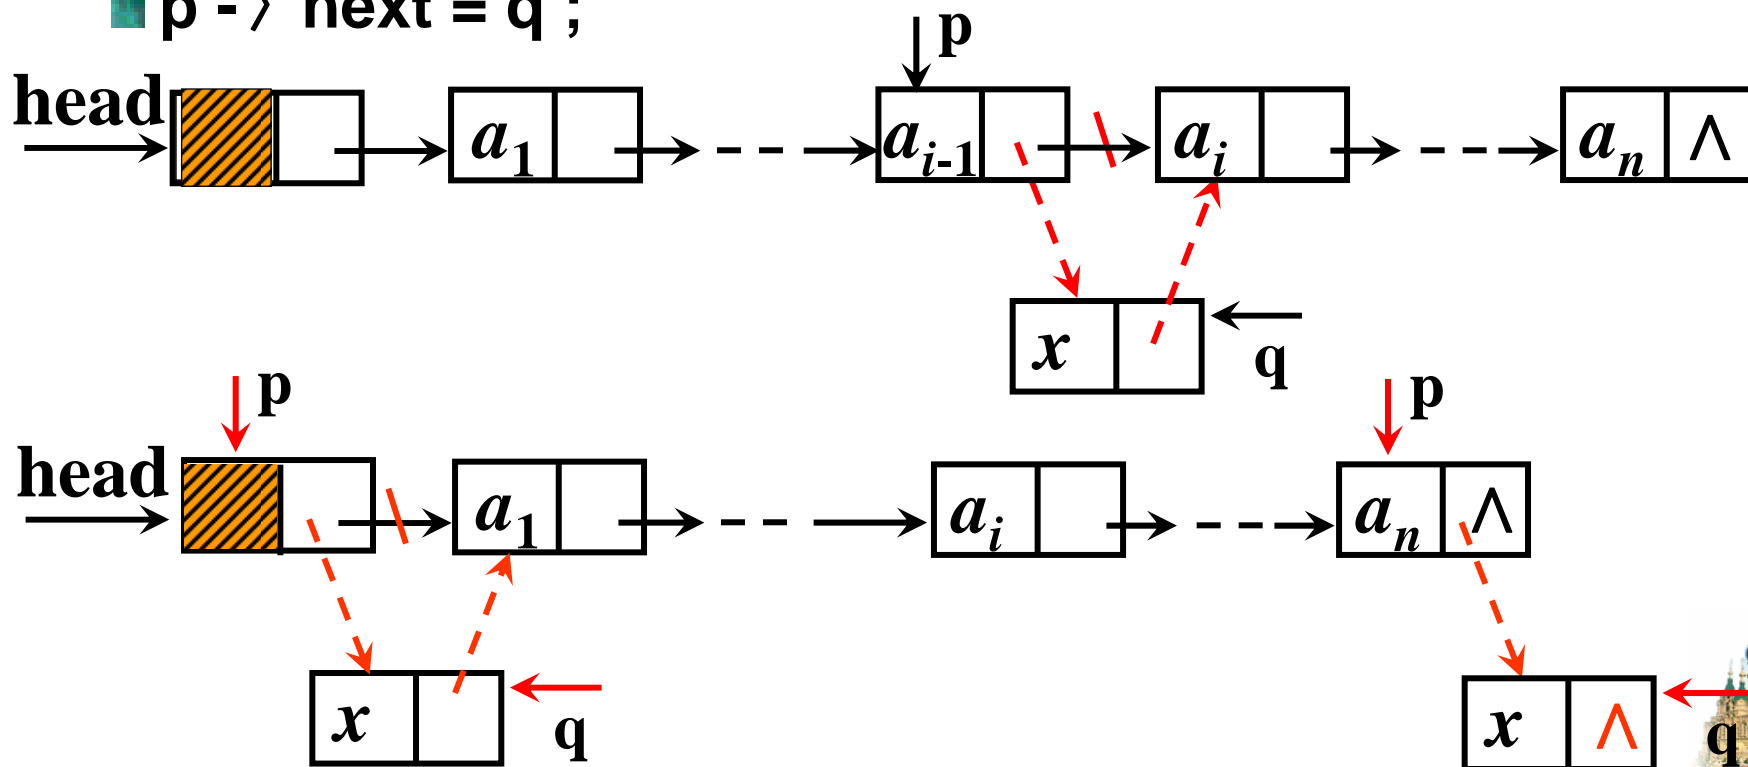 p -〉 next = q ;
p
head a1 ai-1 ai an ∧
x q
p p
head a1 ai an ∧
x q x ∧ q